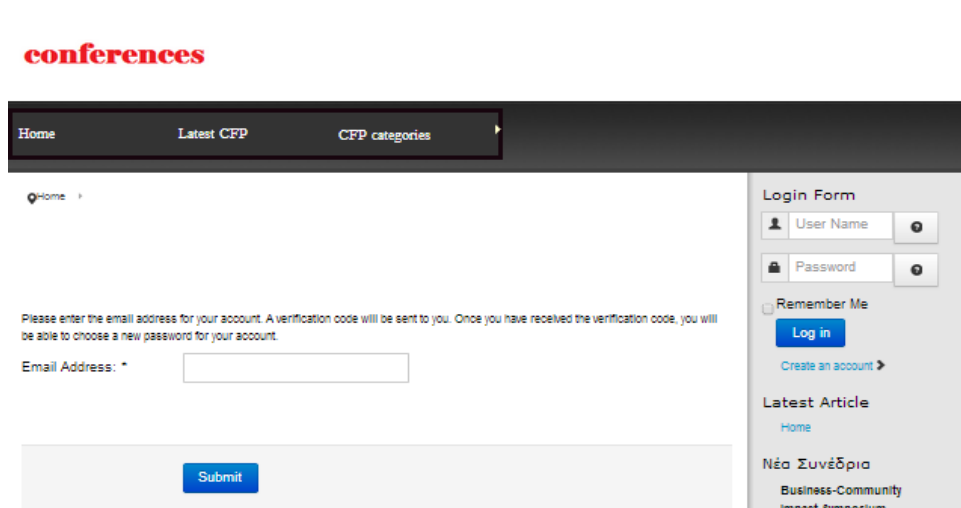 conferences
Home Latest CFP CFP categories
Home
Please enter the email address for your account. A verification code will be sent to you. Once you have received the verification code, you will
be able to choose a new password for your account.
Email Address: *
Submit
Login Form
User Name
Password
Remember Me
Log in
Create an account
Latest Article
Home
Νέα Συνέδρια
Business-Community
Impact Symposium